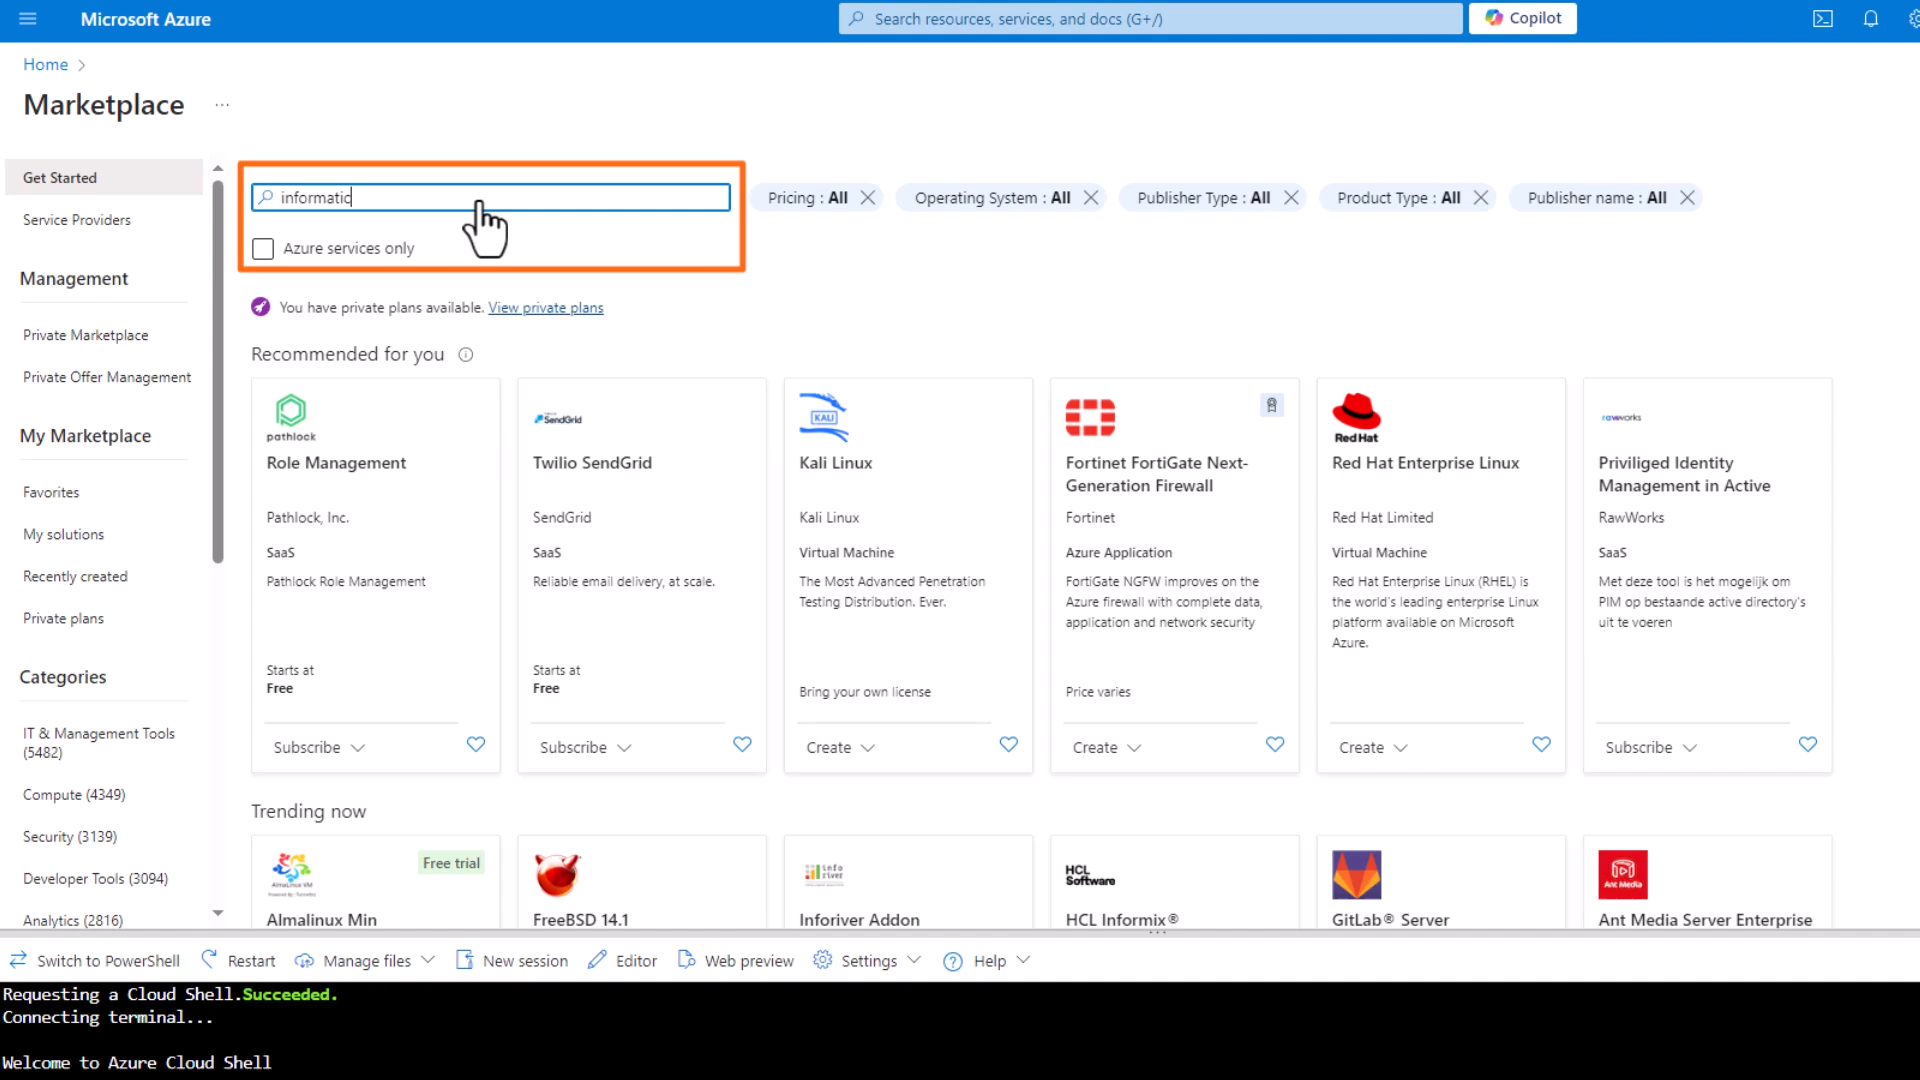 Microsoft Azure
Search resources, services, and docs (G+/)
Copilot
Home
Marketplace
...
Get Started
Service Providers
Management
Private Marketplace
Private Offer Management
My Marketplace
Favorites
My solutions
Recently created
Private plans
Categories
IT & Management Tools
(5482)
Compute (4349)
Security (3139)
Developer Tools (3094)
Analytics (2816)
informatic
Azure services only
Pricing : All
Operating System : All
Publisher Type : All
Product Type : All
Publisher name : All
You have private plans available. View private plans
Recommended for you
pathlock
Role Management
Pathlock, Inc.
SaaS
Pathlock Role Management
Starts at
Free
Subscribe
SendGrid
Twilio SendGrid
SendGrid
SaaS
Reliable email delivery, at scale.
Starts at
Free
Subscribe
KALI
Kali Linux
Kali Linux
Virtual Machine
The Most Advanced Penetration
Testing Distribution. Ever.
Bring your own license
Create
Fortinet FortiGate Next-
Generation Firewall
Fortinet
Azure Application
FortiGate NGFW improves on the
Azure firewall with complete data,
application and network security
Price varies
Create
Red Hat
Red Hat Enterprise Linux
Red Hat Limited
Virtual Machine
Red Hat Enterprise Linux (RHEL) is
the world's leading enterprise Linux
platform available on Microsoft
Azure.
Create
rawworks
Priviliged Identity
Management in Active
RawWorks
SaaS
Met deze tool is het mogelijk om
PIM op bestaande active directory's
uit te voeren
Subscribe
Trending now
AlmaLinux VM
Free trial
Almalinux Min
FreeBSD 14.1
info
river
Inforiver Addon
HCL
Software
HCL Informix®
GitLab® Server
Ant Media
Ant Media Server Enterprise
Switch to PowerShell
Restart
Manage files
New session
Editor
Web preview
Settings
Help
Requesting a Cloud Shell.Succeeded.
Connecting terminal...
Welcome to Azure Cloud Shell